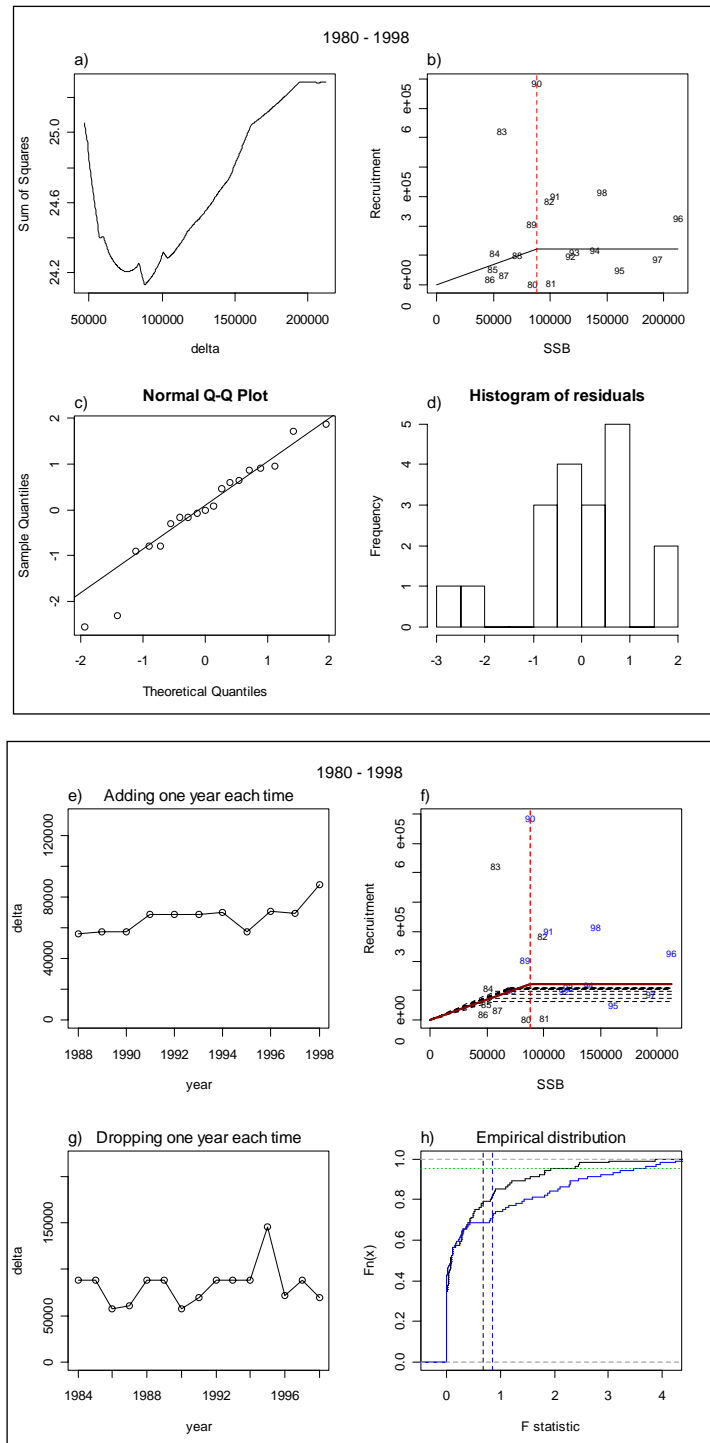 1980 - 1998
a)
Sum of Squares
24.2 24.6 25.0
50000 100000 150000 200000
delta
b)
Recruitment
0 e+00 3 e+05 6 e+05
90
83
91
98
82
96
89
84
88
93
94
92
97
85
95
87
86
80
81
0 50000 100000 150000 200000
SSB
c) Normal Q-Q Plot
Sample Quantiles
-2 -1 0 1 2
-2 -1 0 1 2
Theoretical Quantiles
d) Histogram of residuals
Frequency
0 1 2 3 4 5
-3 -2 -1 0 1 2
1980 - 1998
e) Adding one year each time
delta
0 40000 80000 120000
1988 1990 1992 1994 1996 1998
year
f)
Recruitment
0 e+00 3 e+05 6 e+05
90
83
91
98
82
96
89
84
94
92
97
85
95
87
86
80
81
0 50000 100000 150000 200000
SSB
g) Dropping one year each time
delta
0 50000 150000
1984 1988 1992 1996
year
h) Empirical distribution
Fn(x)
0.0 0.2 0.4 0.6 0.8 1.0
0 1 2 3 4
F statistic